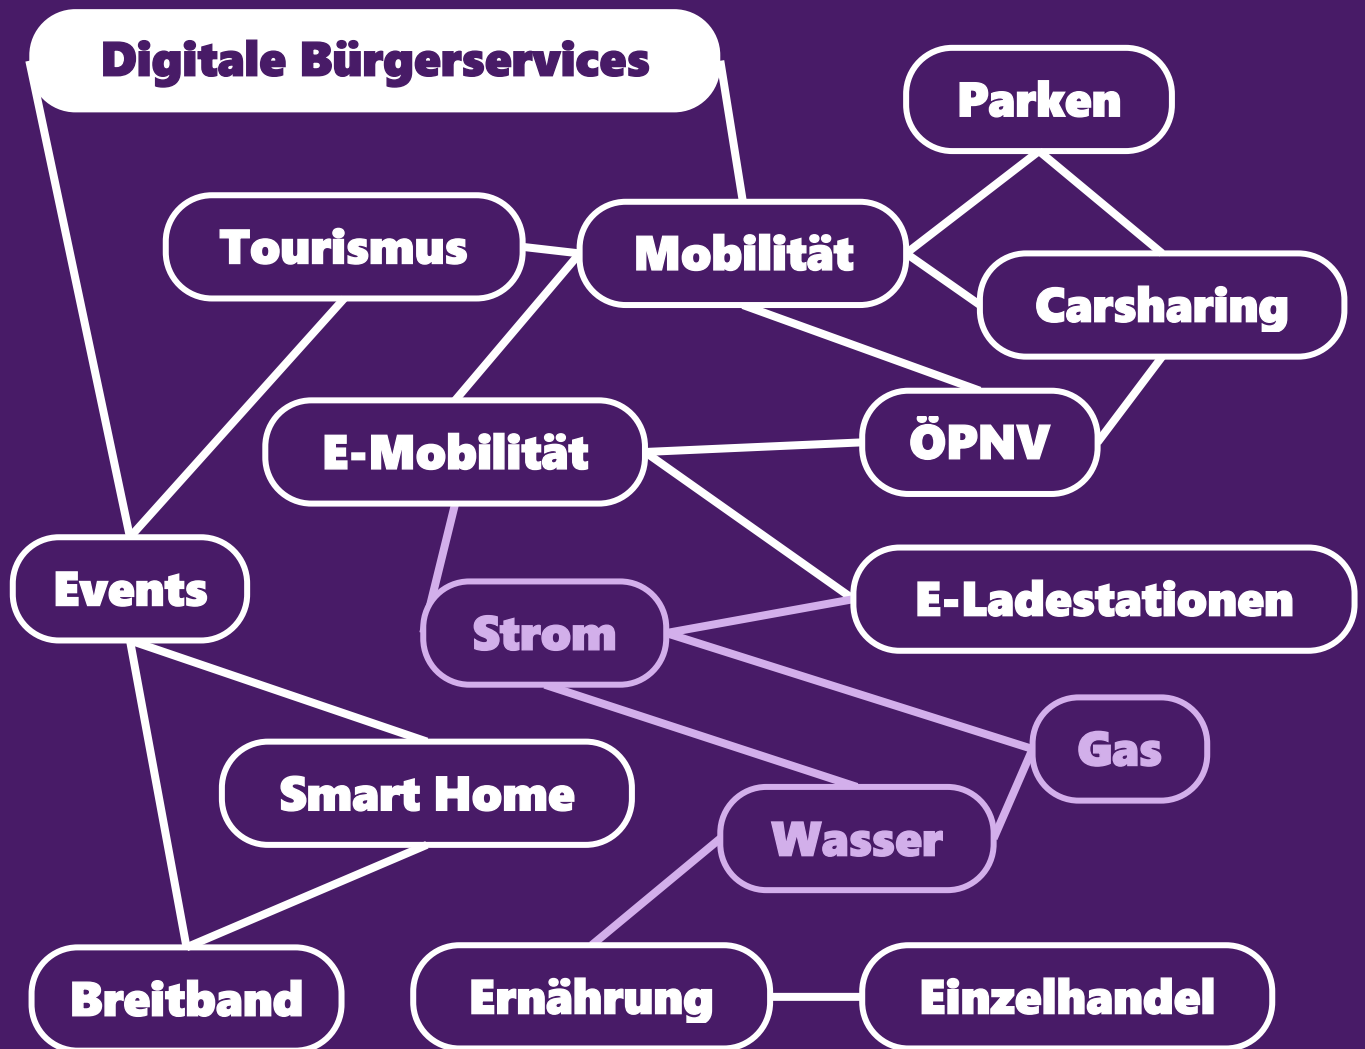 Digitale Bürgerservices
Parken
Tourismus
Mobilität
Carsharing
E-Mobilität
ÖPNV
Events
Strom
E-Ladestationen
Gas
Smart Home
Wasser
Breitband
Ernährung
Einzelhandel